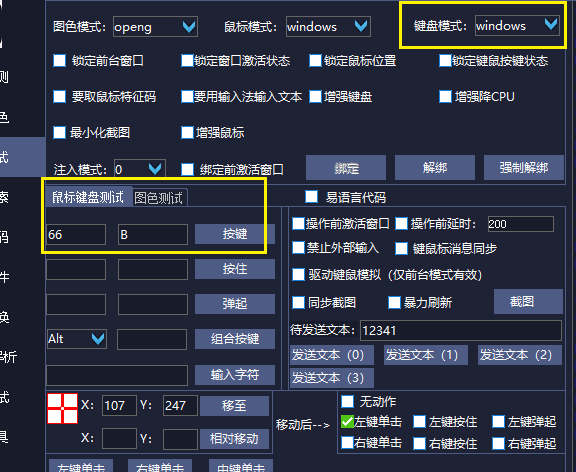 图色模式: openg 鼠标模式: windows 键盘模式: windows
锁定前台窗口 锁定窗口激活状态 锁定鼠标位置 锁定键鼠按键状态
测
要取鼠标特征码 要用输入法输入文本 增强键盘 增强降CPU
色
最小化截图 增强鼠标
式
注入模式: 0 绑定前激活窗口 绑定 解绑 强制解绑
鼠标键盘测试 图色测试 易语言代码
索
操作前激活窗口 操作前延时: 200
66 B 按键
码
禁止外部输入 键鼠标消息同步
按住
件
驱动键鼠模拟（仅前台模式有效）
弹起
同步截图 暴力刷新 截图
换
Alt 组合按键
待发送文本: 12341
析
发送文本（0） 发送文本（1） 发送文本（2）
输入字符
发送文本（3）
试
X: 107 Y: 247 移至
无动作
移动后-->
左键单击 左键按住 左键弹起
具
X: Y: 相对移动
右键单击 右键按住 右键弹起
左键单击 右键单击 中键单击